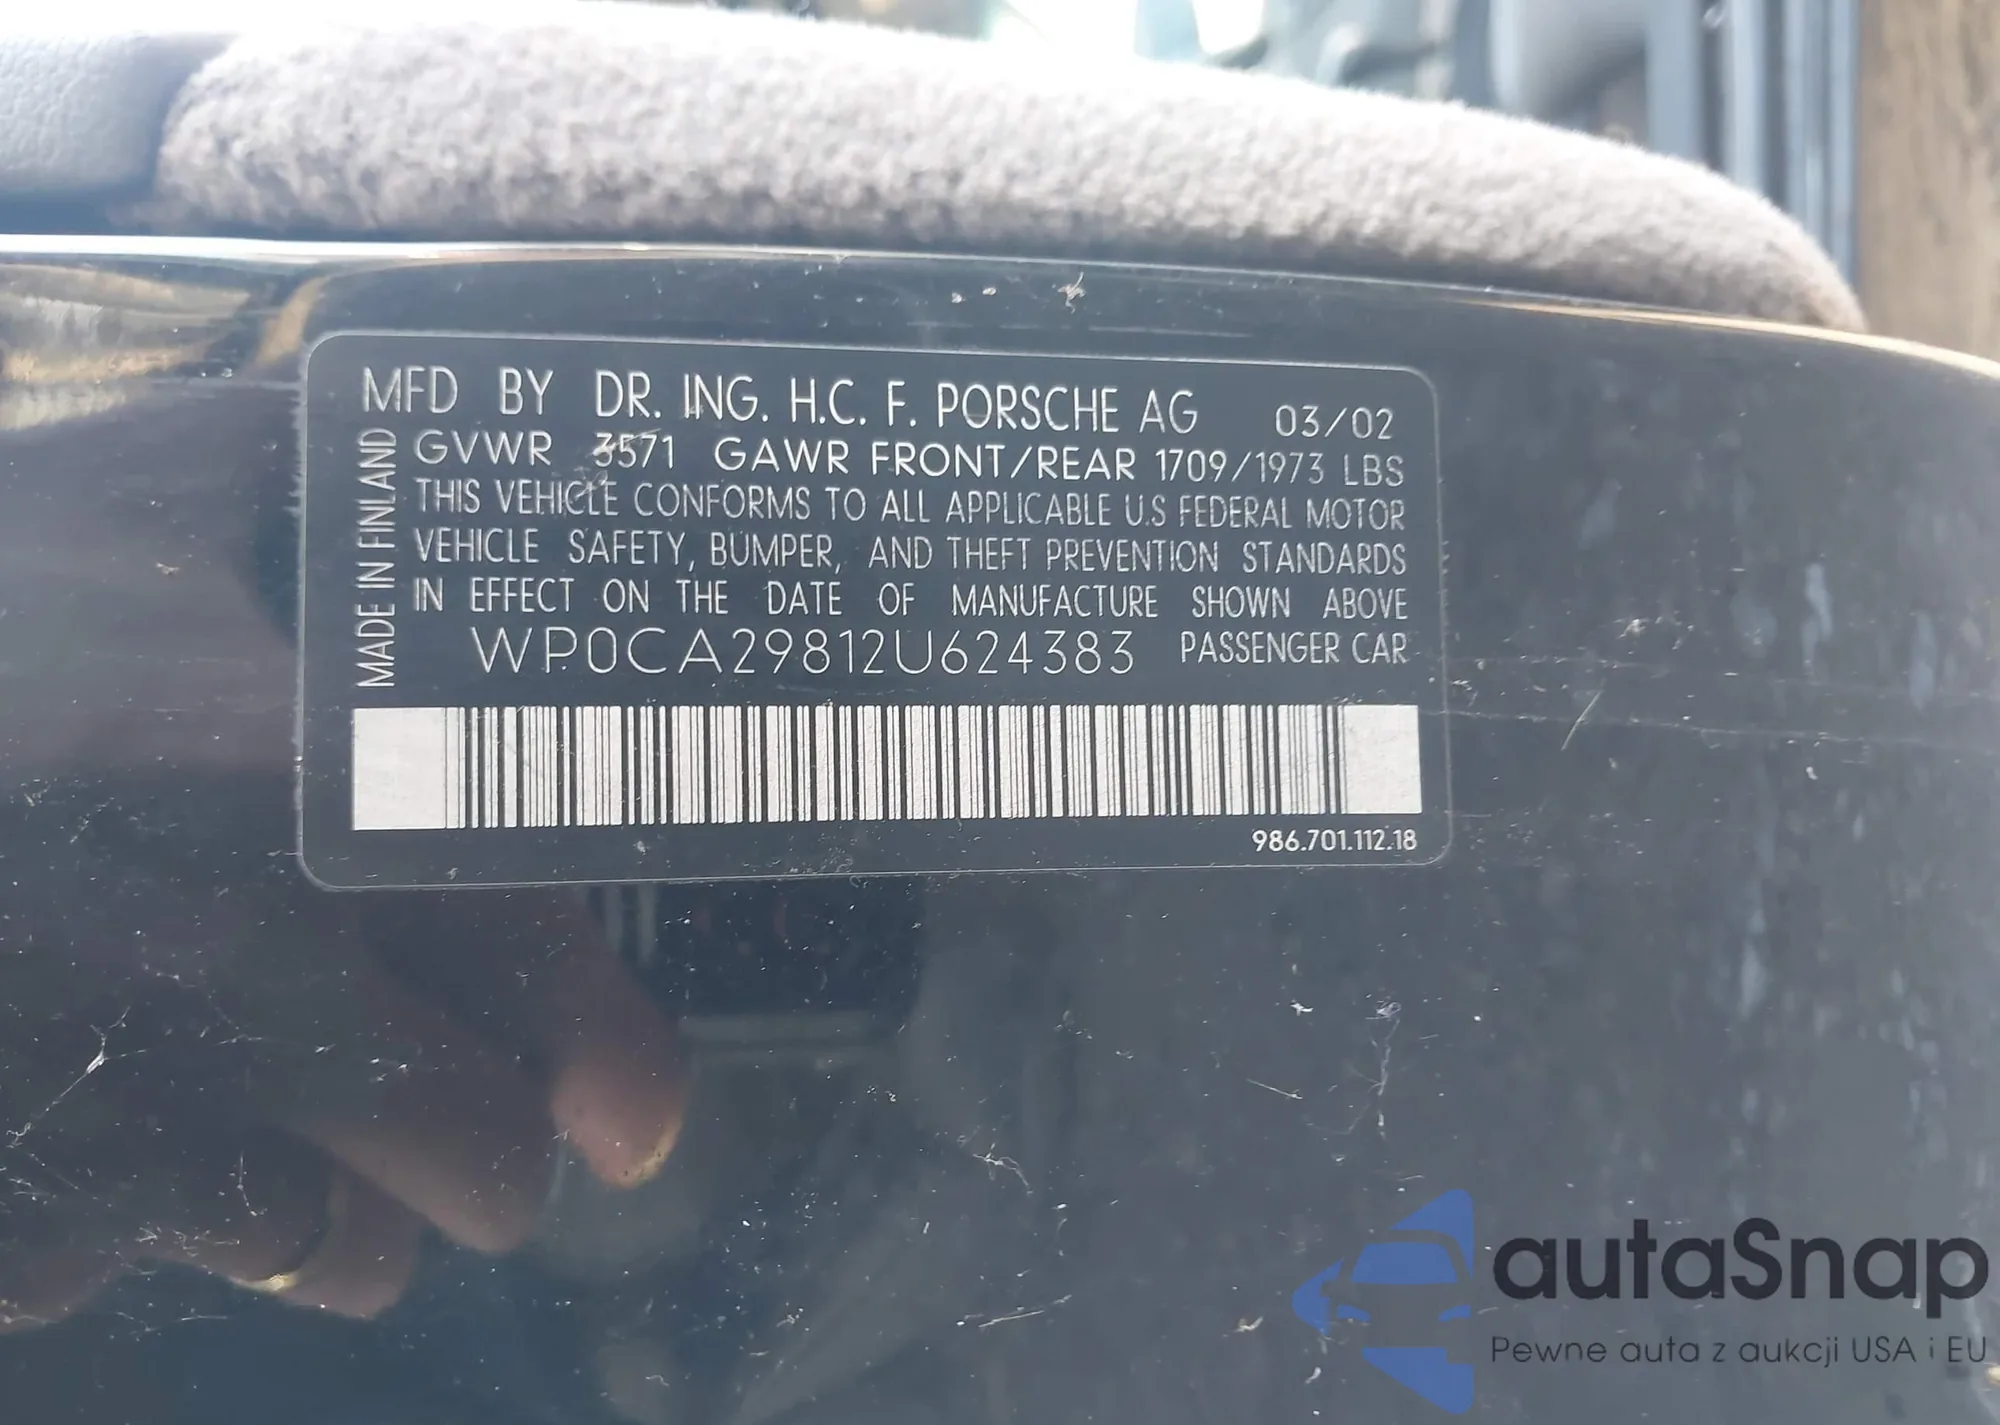 MFD BY DR. ING. H.C. F. PORSCHE AG 03/02
GVWR 3571 GAWR FRONT/REAR 1709/1973 LBS
THIS VEHICLE CONFORMS TO ALL APPLICABLE U.S FEDERAL MOTOR
VEHICLE SAFETY, BUMPER, AND THEFT PREVENTION STANDARDS
IN EFFECT ON THE DATE OF MANUFACTURE SHOWN ABOVE
WP0CA29812U624383 PASSENGER CAR
MADE IN FINLAND
986.701.112.18
autaSnap
Pewne auta z aukcji USA i EU